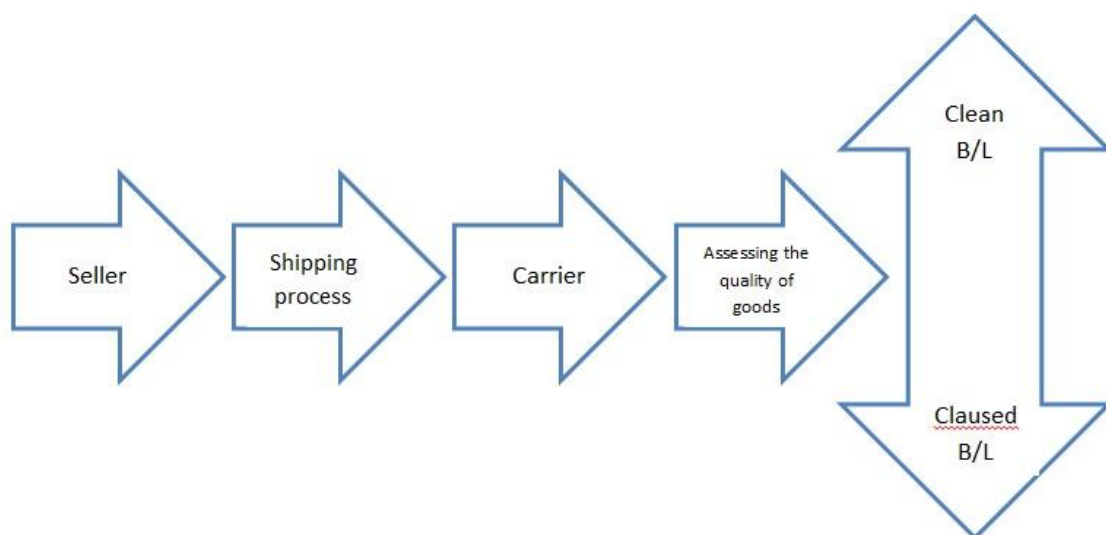 Seller
Shipping
process
Carrier
Assessing the
quality of
goods
Clean
B/L
Claused
B/L